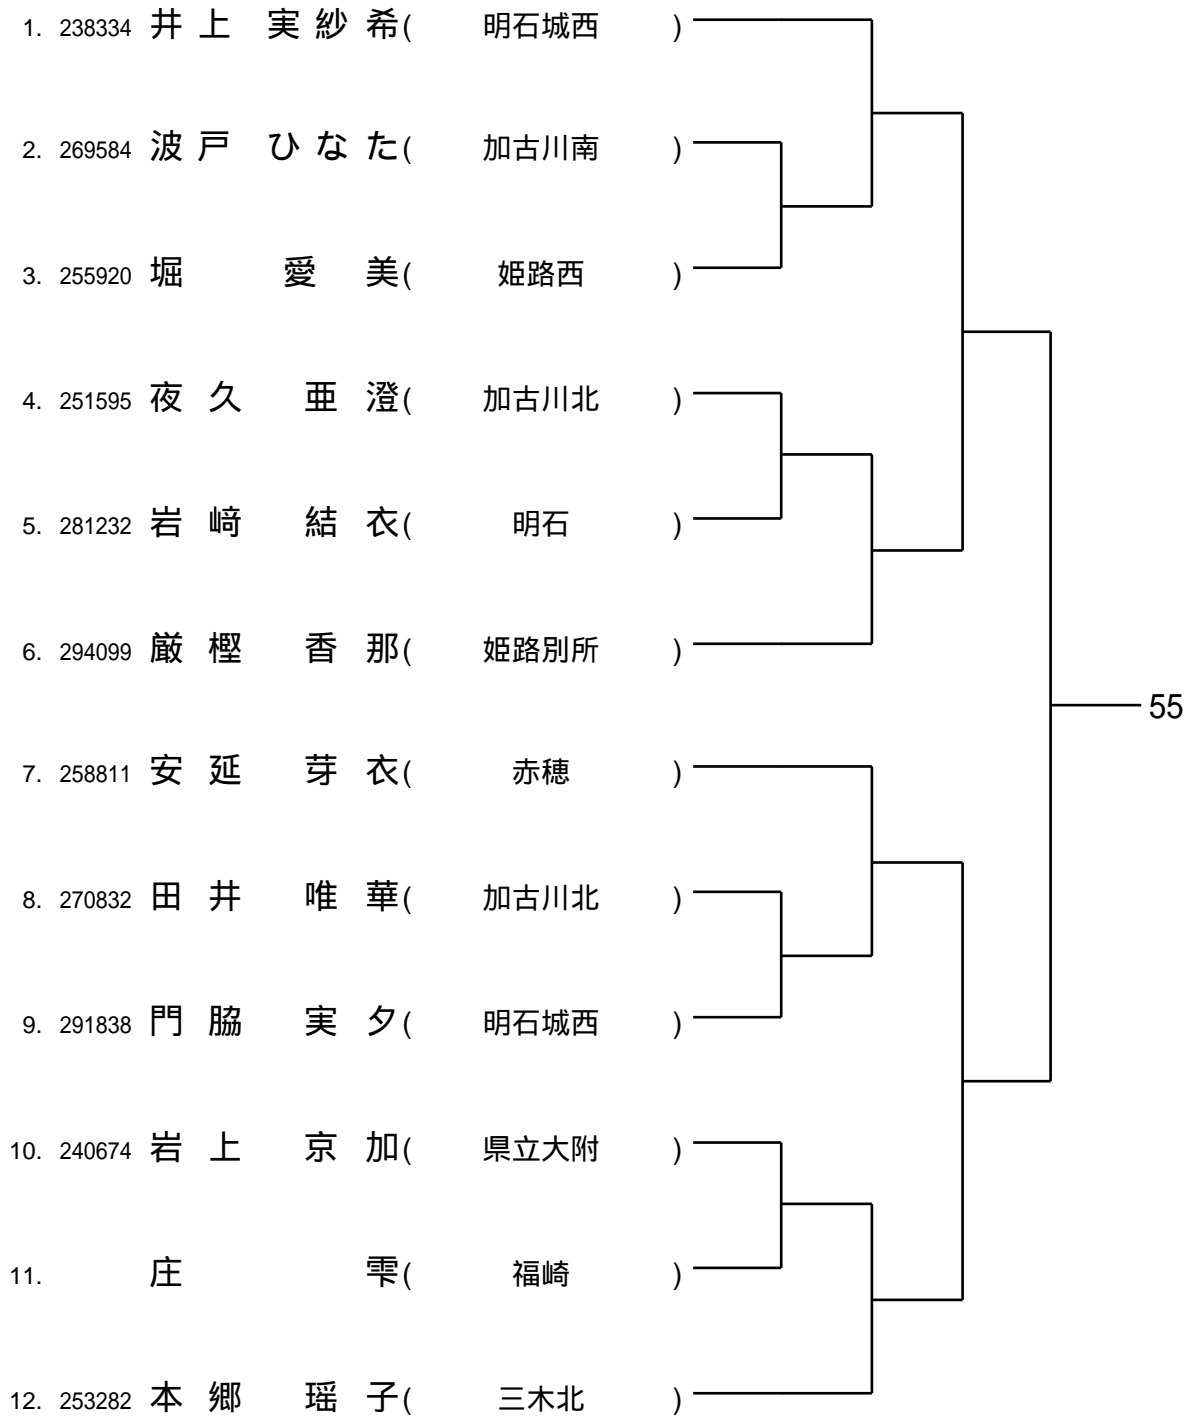 1. 238334 井上 実紗希( 明石城西 )
2. 269584 波戸 ひなた( 加古川南 )
3. 255920 堀 愛美( 姫路西 )
4. 251595 夜久 亜澄( 加古川北 )
5. 281232 岩﨑 結衣( 明石 )
6. 294099 厳樫 香那( 姫路別所 )
55
7. 258811 安延 芽衣( 赤穂 )
8. 270832 田井 唯華( 加古川北 )
9. 291838 門脇 実夕( 明石城西 )
10. 240674 岩上 京加( 県立大附 )
11. 庄 雫( 福崎 )
12. 253282 本郷 瑶子( 三木北 )